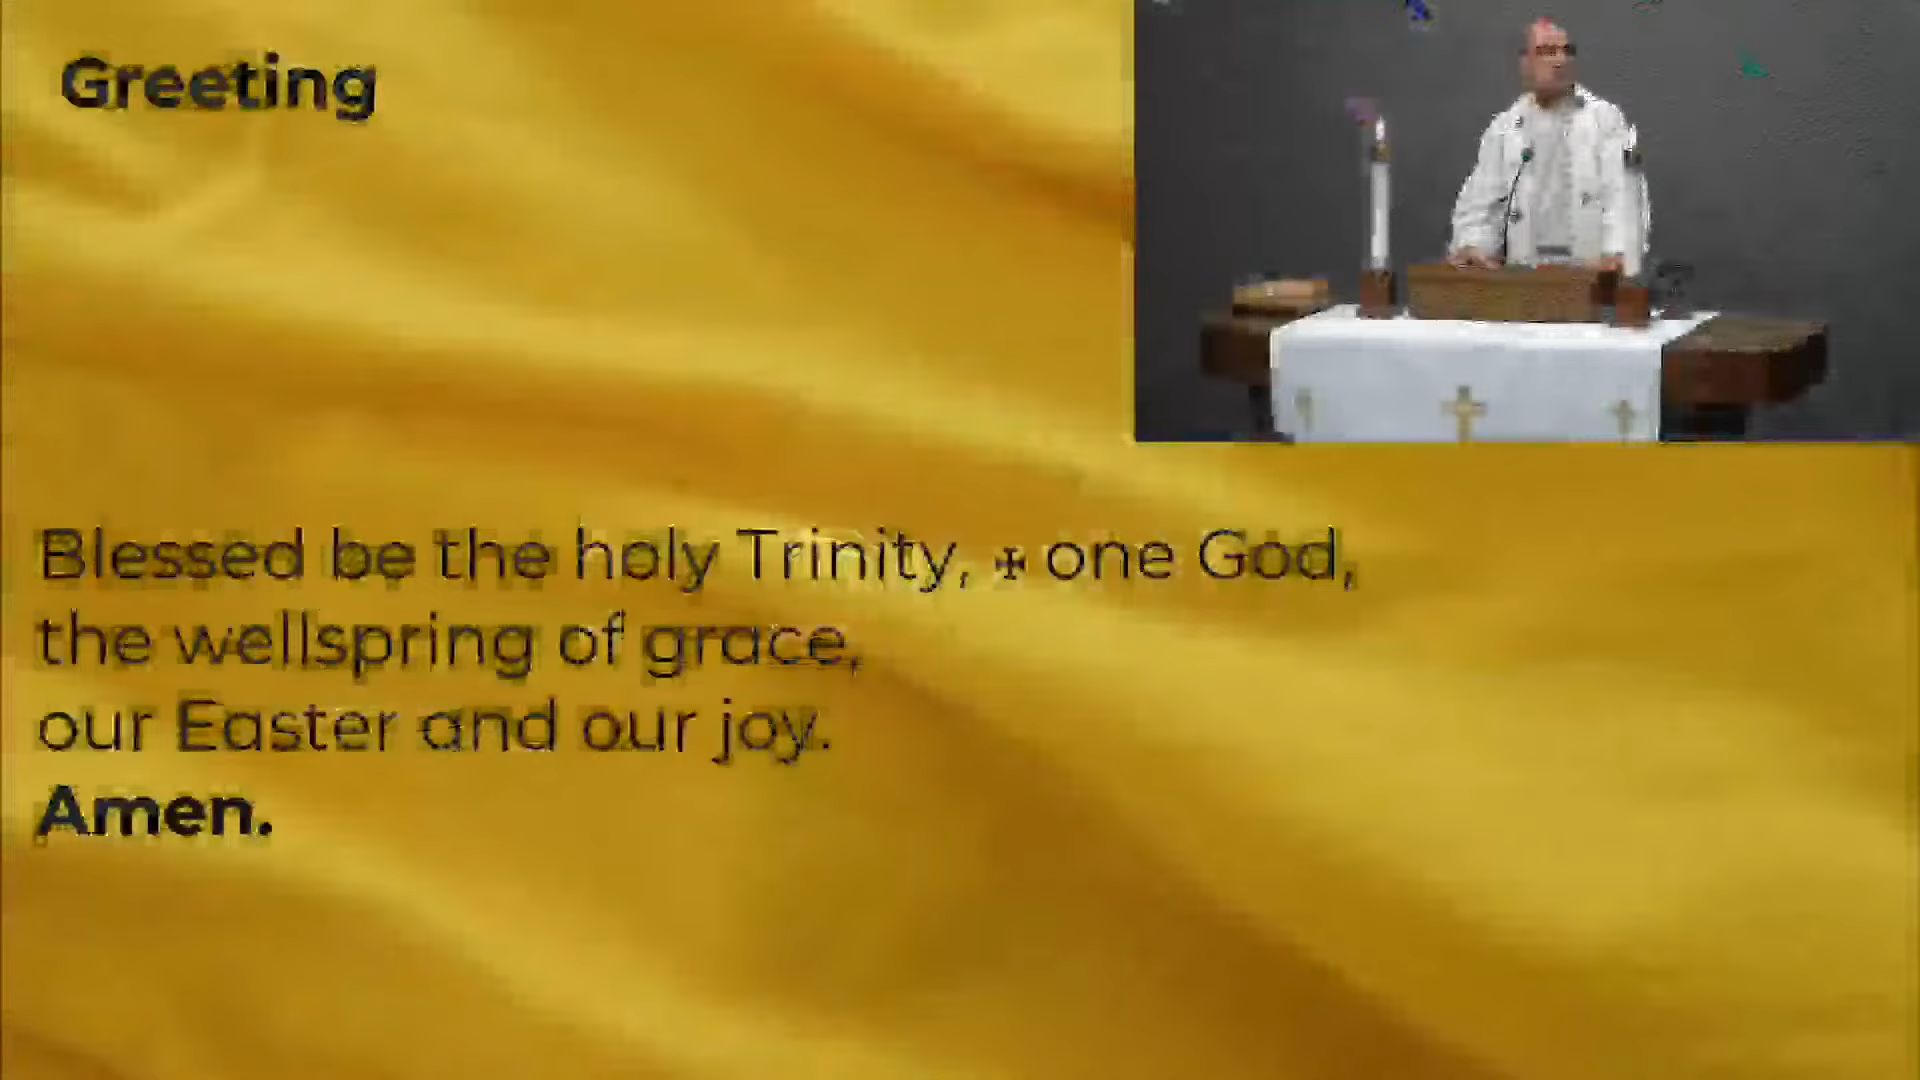 Greeting
Blessed be the holy Trinity, ✠ one God,
the wellspring of grace,
our Easter and our joy.
Amen.